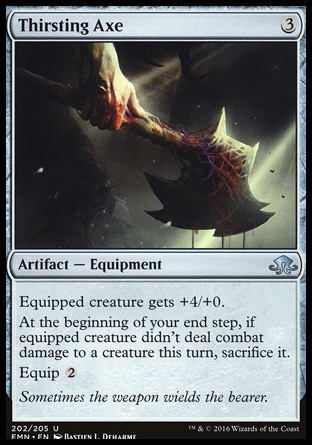 Thirsting Axe 3
Artifact — Equipment
Equipped creature gets +4/+0.
At the beginning of your end step, if
equipped creature didn't deal combat
damage to a creature this turn, sacrifice it.
Equip 2
Sometimes the weapon wields the bearer.
202/205 U
EMN • EN Bastien L. Deharme
™ & © 2016 Wizards of the Coast